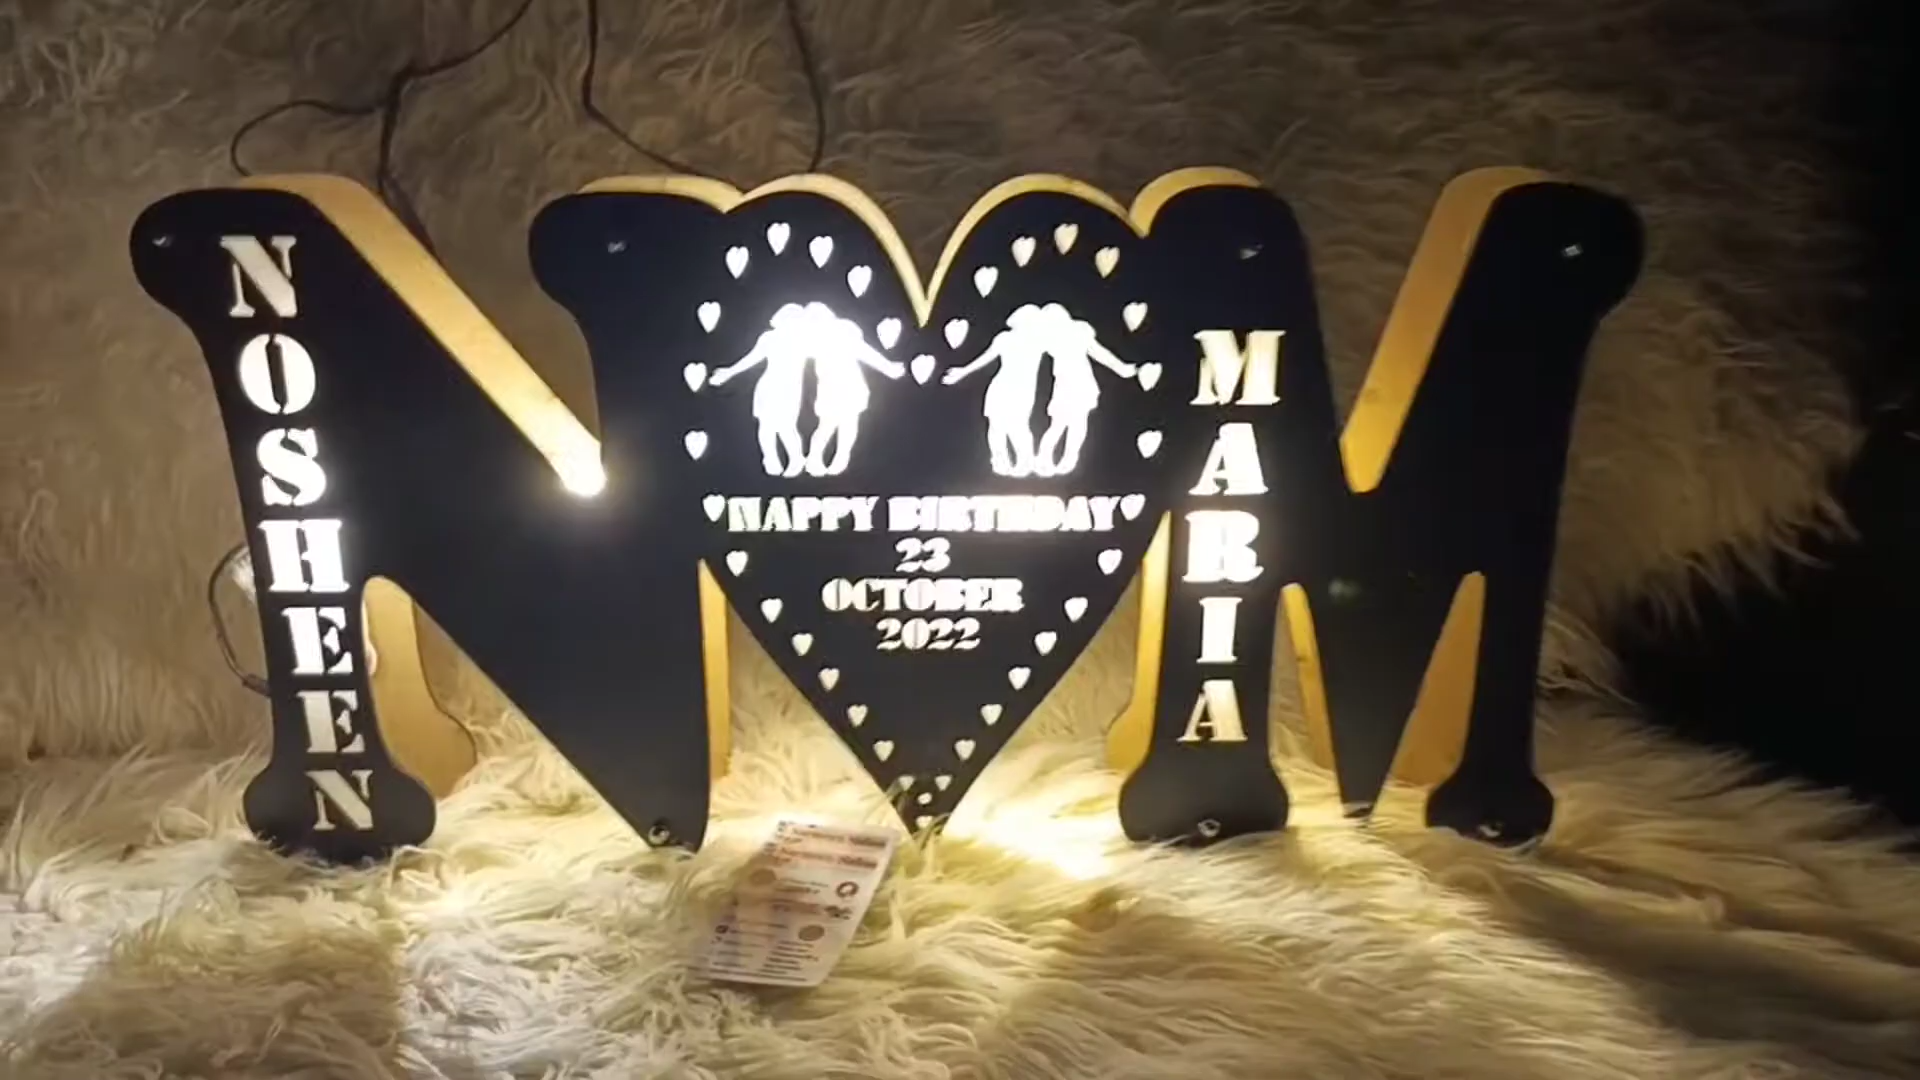 NOSHEEN
HAPPY BIRTHDAY
23
OCTOBER
2022
MARIA